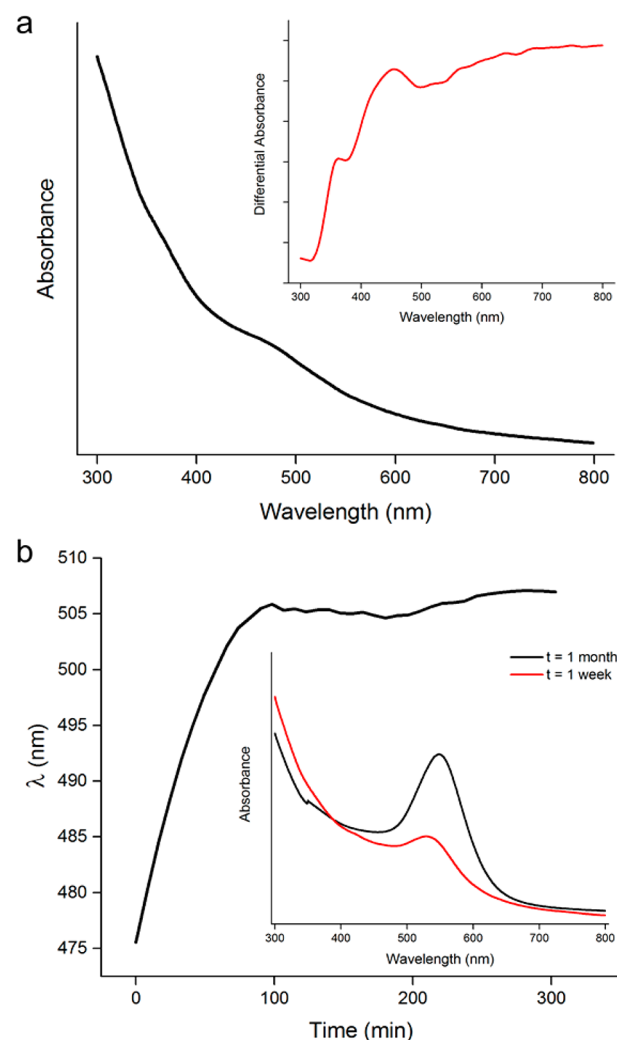 a
Absorbance
300 400 500 600 700 800
Wavelength (nm)
Differential Absorbance
300 400 500 600 700 800
Wavelength (nm)
b
510
505
500
495
490
485
480
475
λ (nm)
0 100 200 300
Time (min)
t = 1 month
t = 1 week
Absorbance
300 400 500 600 700 800
Wavelength (nm)